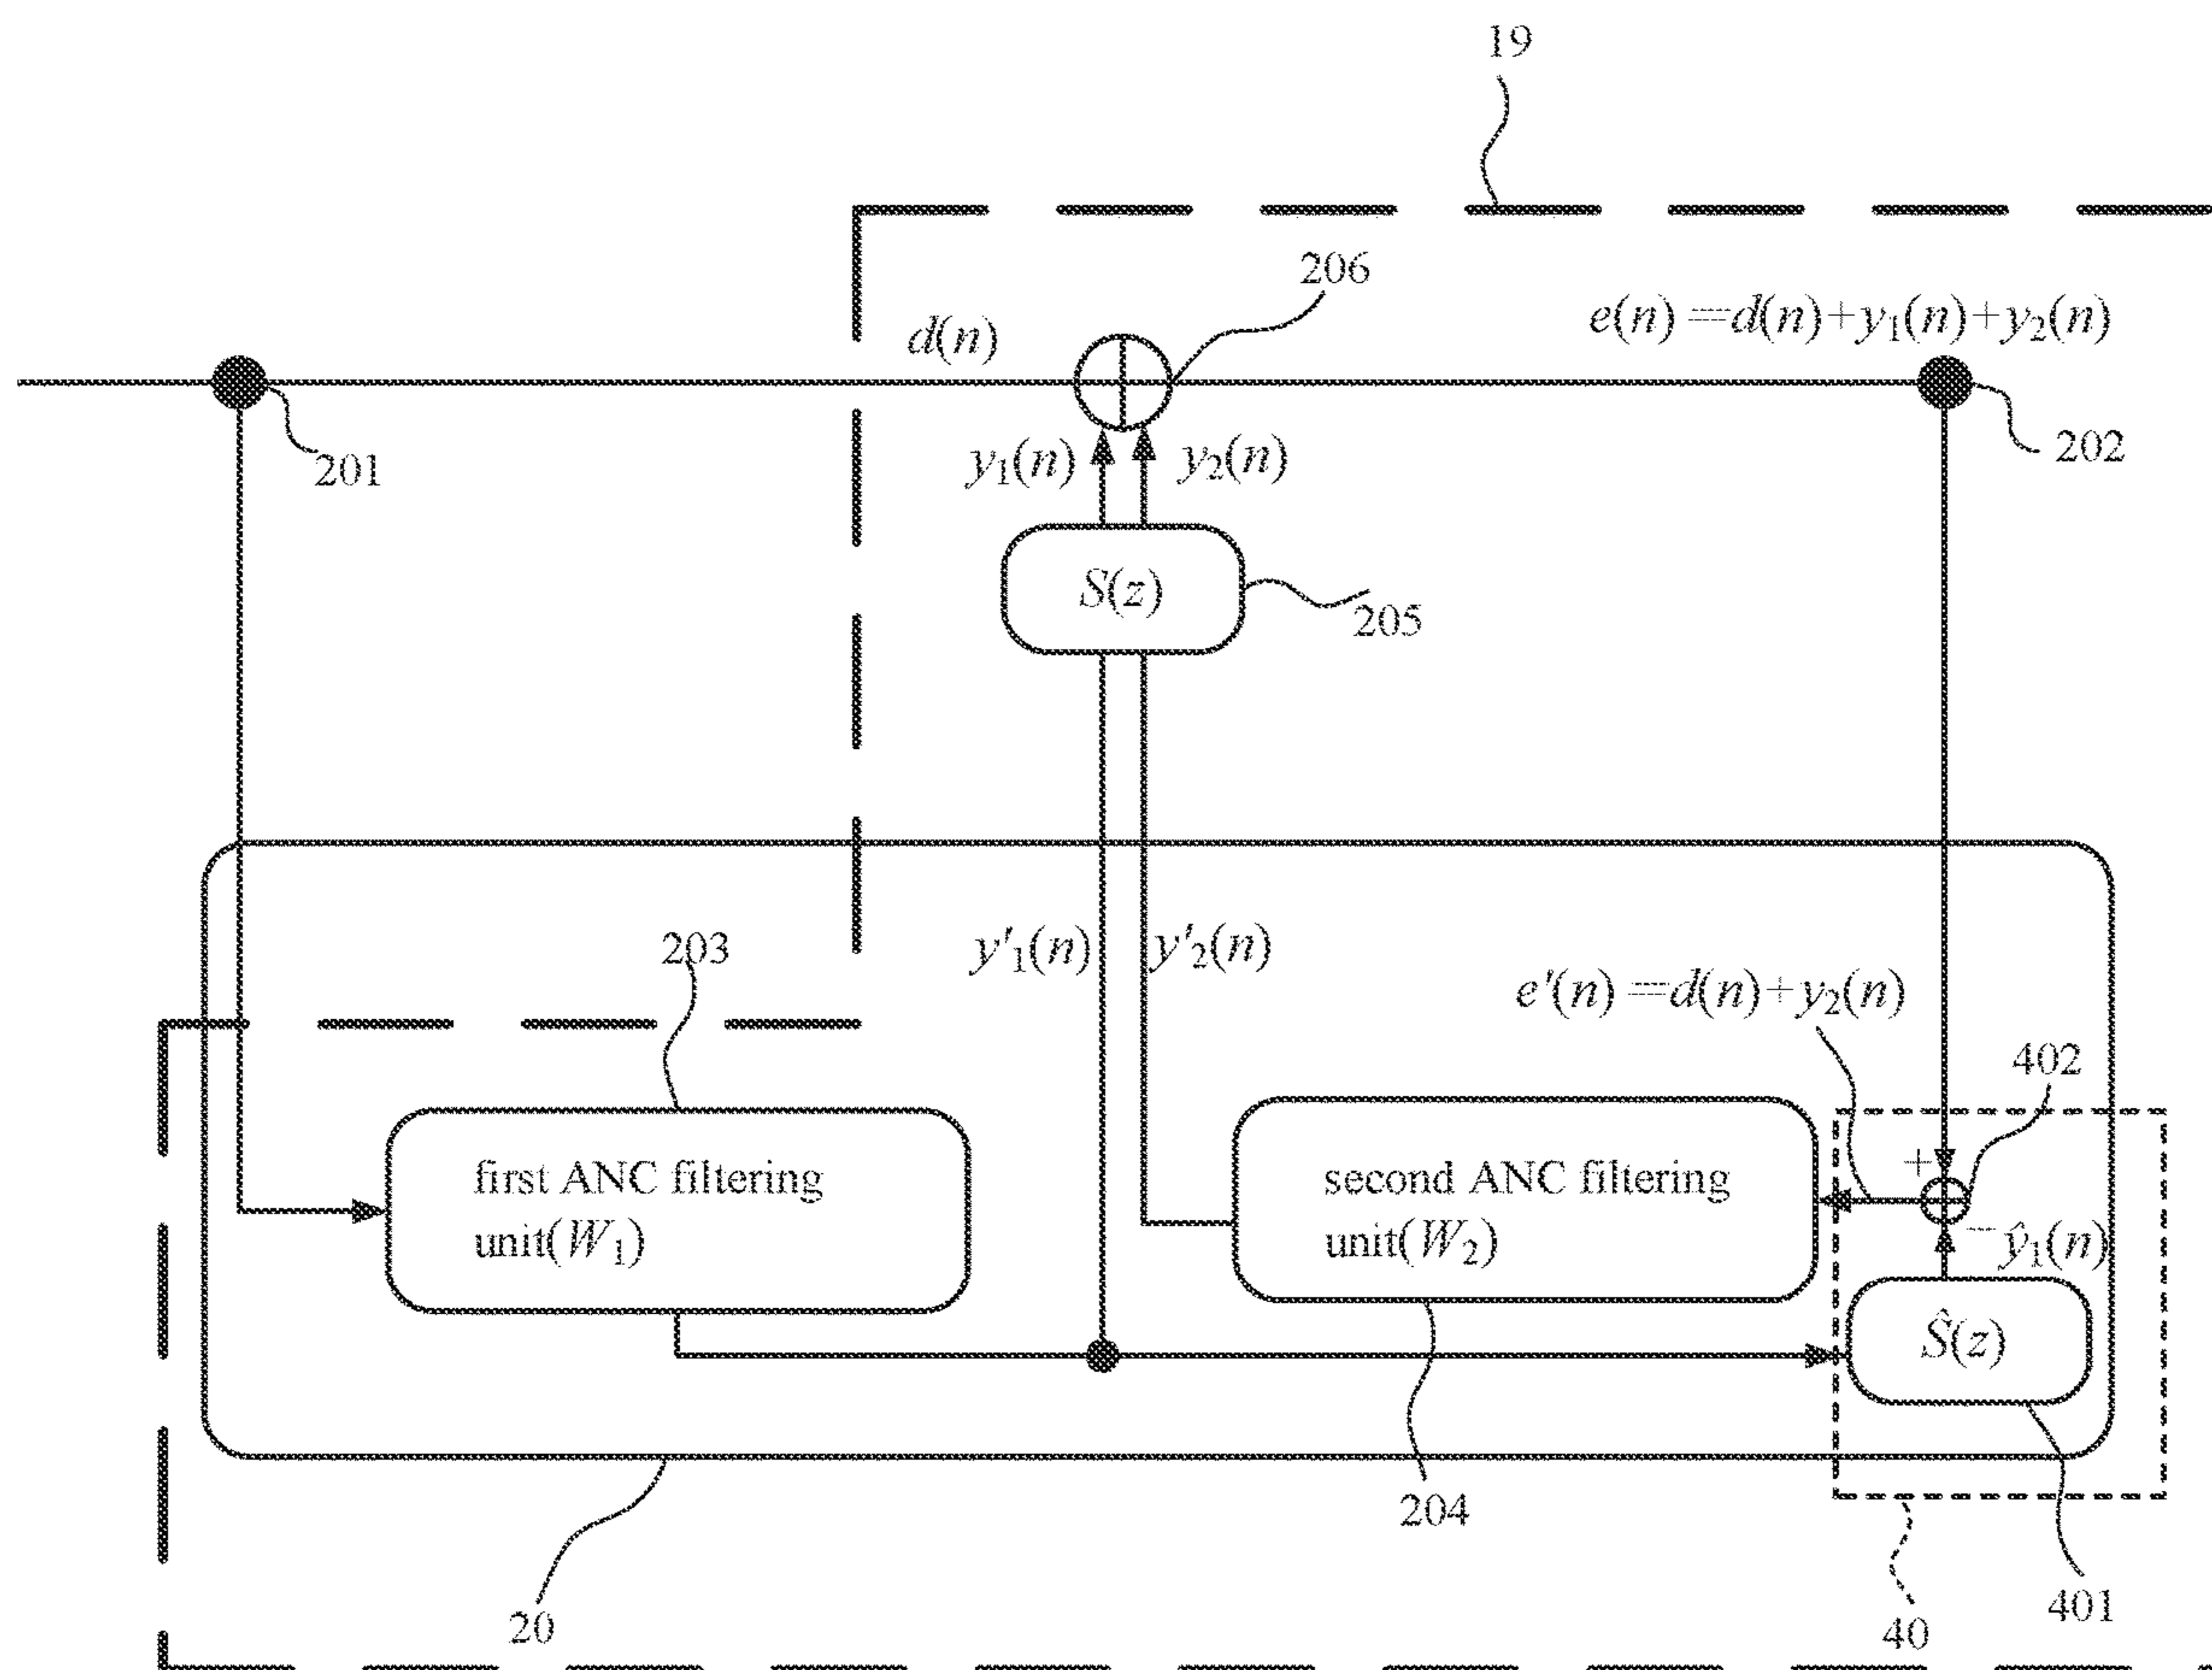 19
206
d(n)
e(n) =d(n)+y₁(n)+y₂(n)
201
y₁(n)
y₂(n)
202
S(z)
205
203
y'₁(n)
y'₂(n)
e'(n) =d(n)+y₂(n)
402
first ANC filtering
unit(W₁)
second ANC filtering
unit(W₂)
+
−
ŷ₁(n)
Ŝ(z)
204
20
40
401